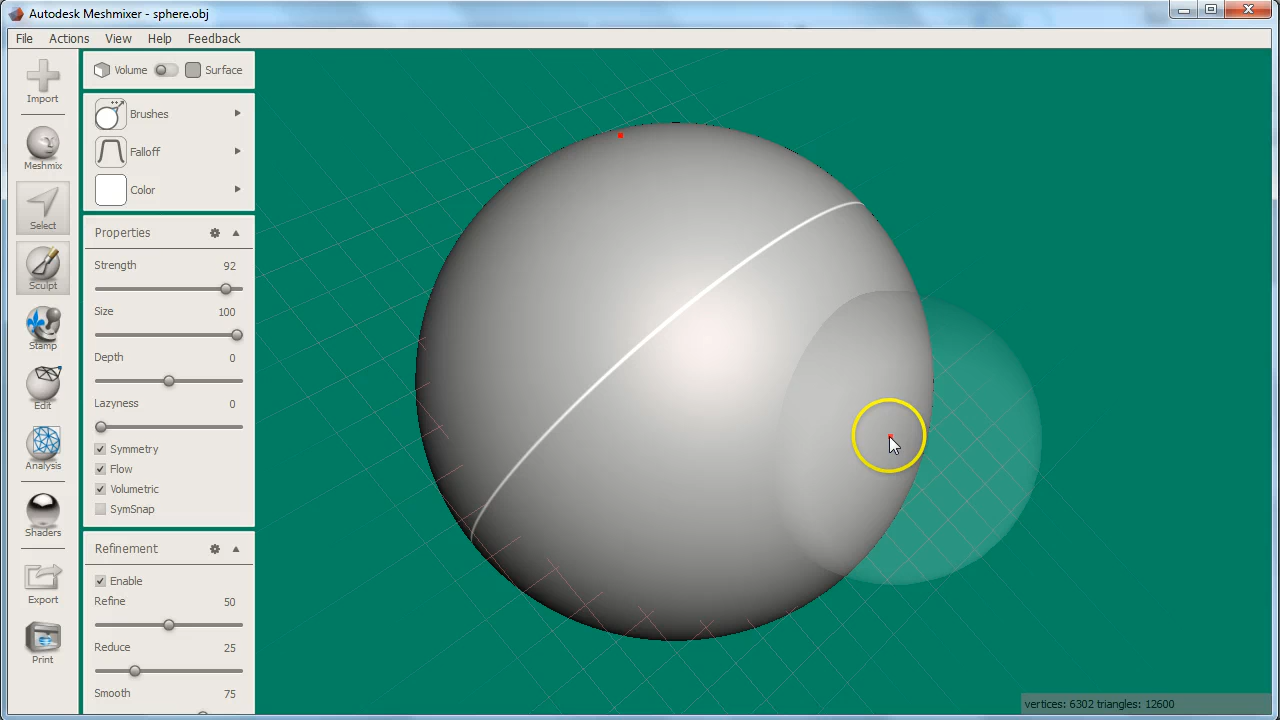 Autodesk Meshmixer - sphere.obj
File Actions View Help Feedback
Import
Meshmix
Select
Sculpt
Stamp
Edit
Analysis
Shaders
Export
Print
Volume Surface
Brushes
Falloff
Color
Properties
Strength 92
Size 100
Depth 0
Lazyness 0
Symmetry
Flow
Volumetric
SymSnap
Refinement
Enable
Refine 50
Reduce 25
Smooth 75
vertices: 6302 triangles: 12600